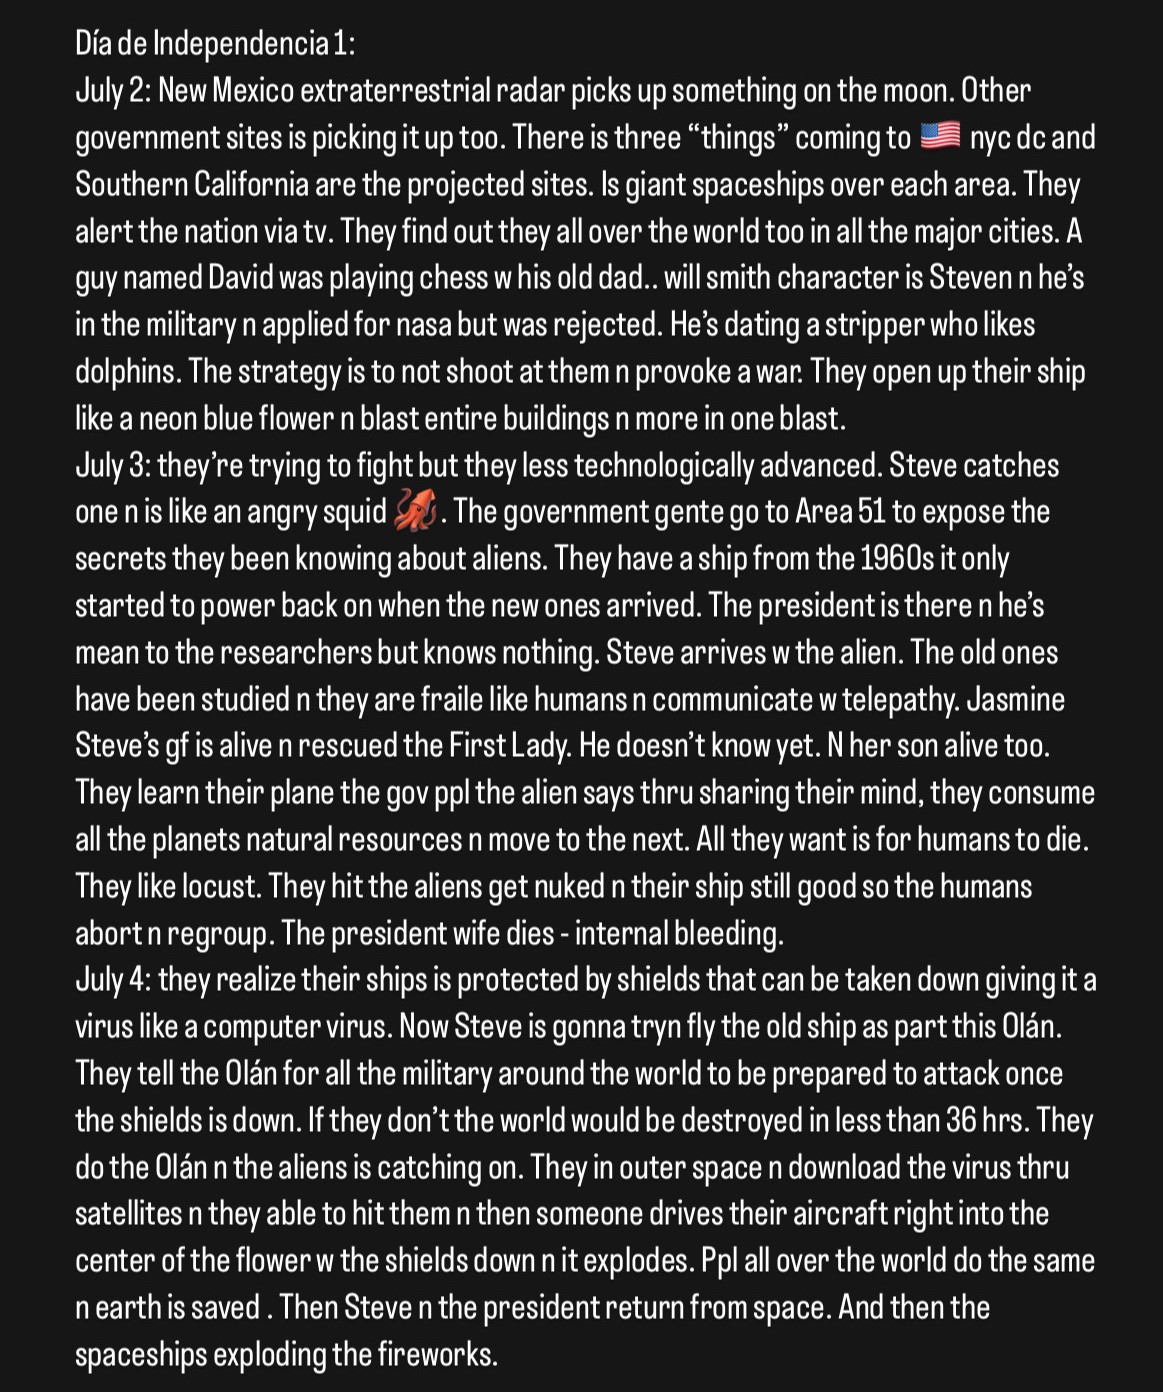 Día de Independencia 1:
July 2: New Mexico extraterrestrial radar picks up something on the moon. Other
government sites is picking it up too. There is three “things” coming to 🇺🇸 nyc dc and
Southern California are the projected sites. Is giant spaceships over each area. They
alert the nation via tv. They find out they all over the world too in all the major cities. A
guy named David was playing chess w his old dad.. will smith character is Steven n he’s
in the military n applied for nasa but was rejected. He’s dating a stripper who likes
dolphins. The strategy is to not shoot at them n provoke a war. They open up their ship
like a neon blue flower n blast entire buildings n more in one blast.
July 3: they’re trying to fight but they less technologically advanced. Steve catches
one n is like an angry squid 🦑. The government gente go to Area 51 to expose the
secrets they been knowing about aliens. They have a ship from the 1960s it only
started to power back on when the new ones arrived. The president is there n he’s
mean to the researchers but knows nothing. Steve arrives w the alien. The old ones
have been studied n they are fraile like humans n communicate w telepathy. Jasmine
Steve’s gf is alive n rescued the First Lady. He doesn’t know yet. N her son alive too.
They learn their plane the gov ppl the alien says thru sharing their mind, they consume
all the planets natural resources n move to the next. All they want is for humans to die.
They like locust. They hit the aliens get nuked n their ship still good so the humans
abort n regroup. The president wife dies - internal bleeding.
July 4: they realize their ships is protected by shields that can be taken down giving it a
virus like a computer virus. Now Steve is gonna tryn fly the old ship as part this Olán.
They tell the Olán for all the military around the world to be prepared to attack once
the shields is down. If they don’t the world would be destroyed in less than 36 hrs. They
do the Olán n the aliens is catching on. They in outer space n download the virus thru
satellites n they able to hit them n then someone drives their aircraft right into the
center of the flower w the shields down n it explodes. Ppl all over the world do the same
n earth is saved . Then Steve n the president return from space. And then the
spaceships exploding the fireworks.